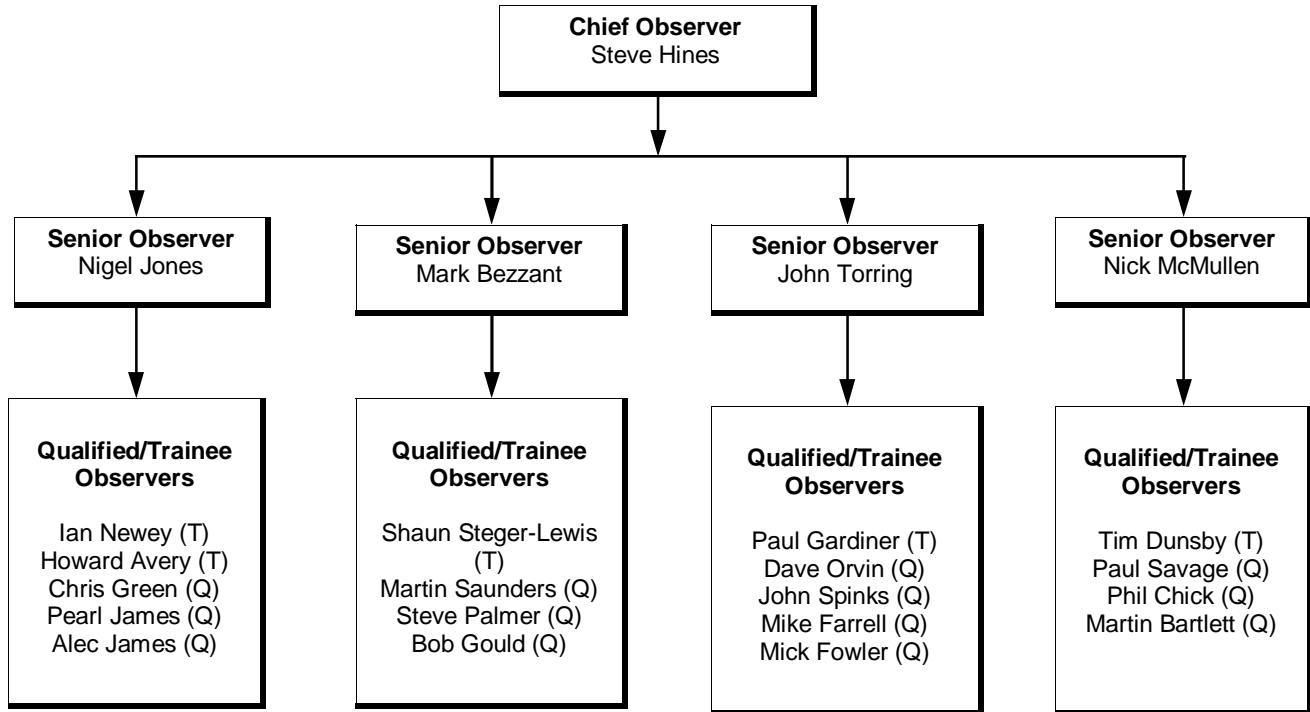 Chief Observer
Steve Hines
Senior Observer
Nigel Jones
Senior Observer
Mark Bezzant
Senior Observer
John Torring
Senior Observer
Nick McMullen
Qualified/Trainee
Observers
Ian Newey (T)
Howard Avery (T)
Chris Green (Q)
Pearl James (Q)
Alec James (Q)
Qualified/Trainee
Observers
Shaun Steger-Lewis
(T)
Martin Saunders (Q)
Steve Palmer (Q)
Bob Gould (Q)
Qualified/Trainee
Observers
Paul Gardiner (T)
Dave Orvin (Q)
John Spinks (Q)
Mike Farrell (Q)
Mick Fowler (Q)
Qualified/Trainee
Observers
Tim Dunsby (T)
Paul Savage (Q)
Phil Chick (Q)
Martin Bartlett (Q)